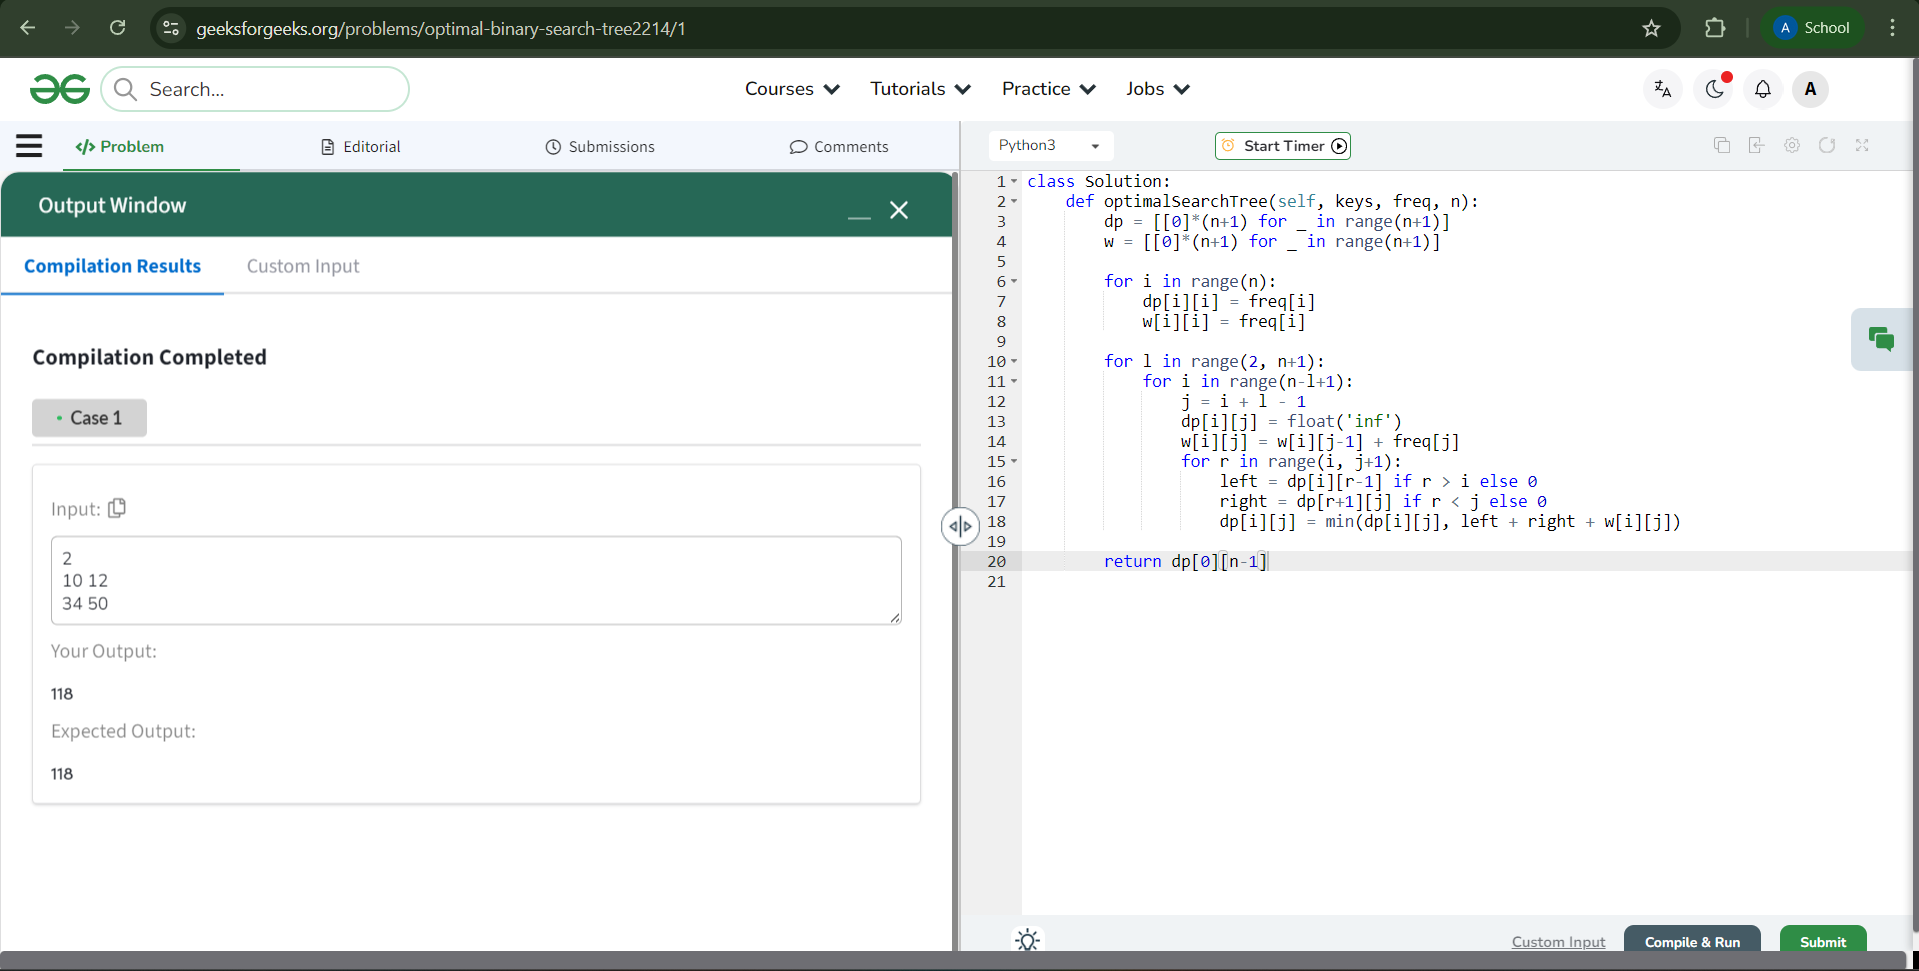 geeksforgeeks.org/problems/optimal-binary-search-tree2214/1
A School
Search...
Courses
Tutorials
Practice
Jobs
A
</> Problem
Editorial
Submissions
Comments
Output Window
Compilation Results
Custom Input
Compilation Completed
Case 1
Input:
2
10 12
34 50
Your Output:
118
Expected Output:
118
Python3
Start Timer
1 class Solution:
2     def optimalSearchTree(self, keys, freq, n):
3         dp = [[0]*(n+1) for _ in range(n+1)]
4         w = [[0]*(n+1) for _ in range(n+1)]
5
6         for i in range(n):
7             dp[i][i] = freq[i]
8             w[i][i] = freq[i]
9
10         for l in range(2, n+1):
11             for i in range(n-l+1):
12                 j = i + l - 1
13                 dp[i][j] = float('inf')
14                 w[i][j] = w[i][j-1] + freq[j]
15                 for r in range(i, j+1):
16                     left = dp[i][r-1] if r > i else 0
17                     right = dp[r+1][j] if r < j else 0
18                     dp[i][j] = min(dp[i][j], left + right + w[i][j])
19
20         return dp[0][n-1]
21
Custom Input
Compile & Run
Submit